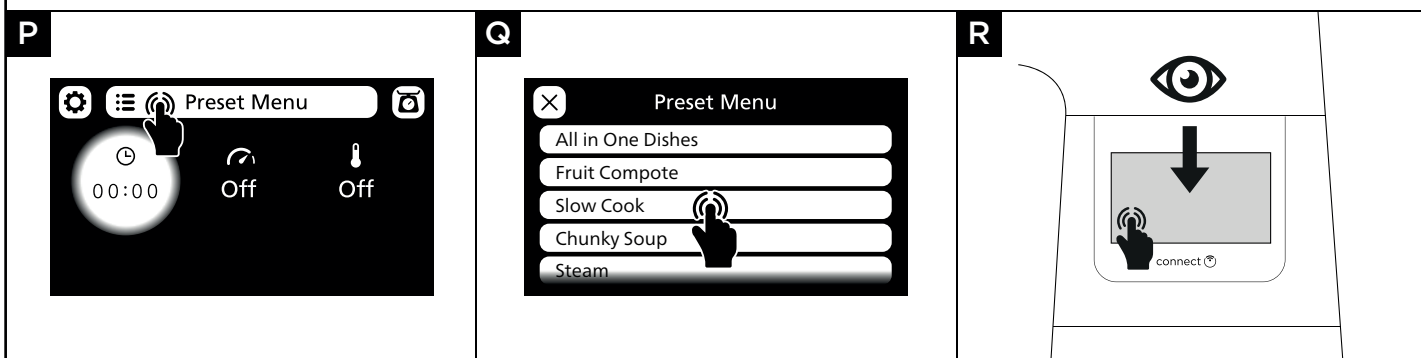 P
Preset Menu
00:00
Off
Off
Q
Preset Menu
All in One Dishes
Fruit Compote
Slow Cook
Chunky Soup
Steam
R
connect